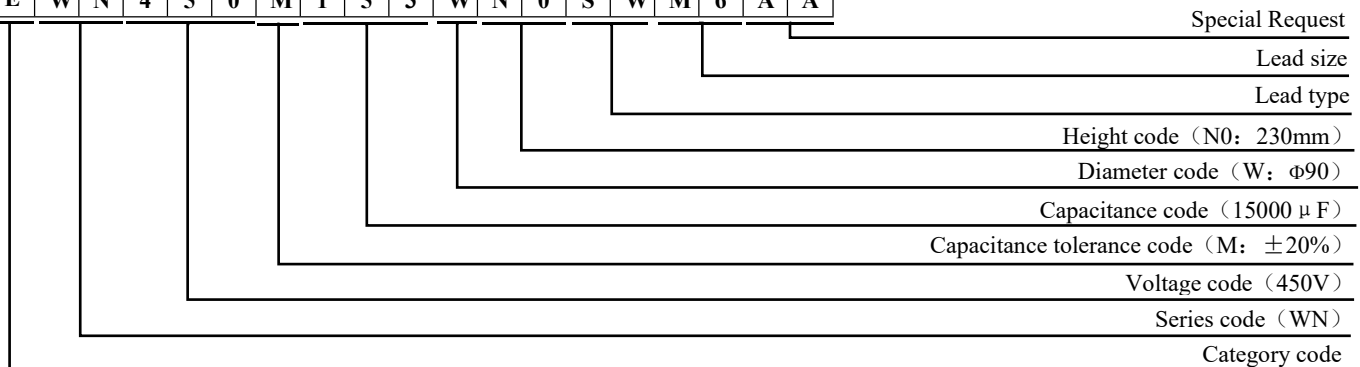 E W N 4 5 0 M 1 5 3 W N 0 S W M 6 A A
Special Request
Lead size
Lead type
Height code（N0：230mm）
Diameter code（W：Φ90）
Capacitance code（15000μF）
Capacitance tolerance code（M：±20%）
Voltage code（450V）
Series code（WN）
Category code